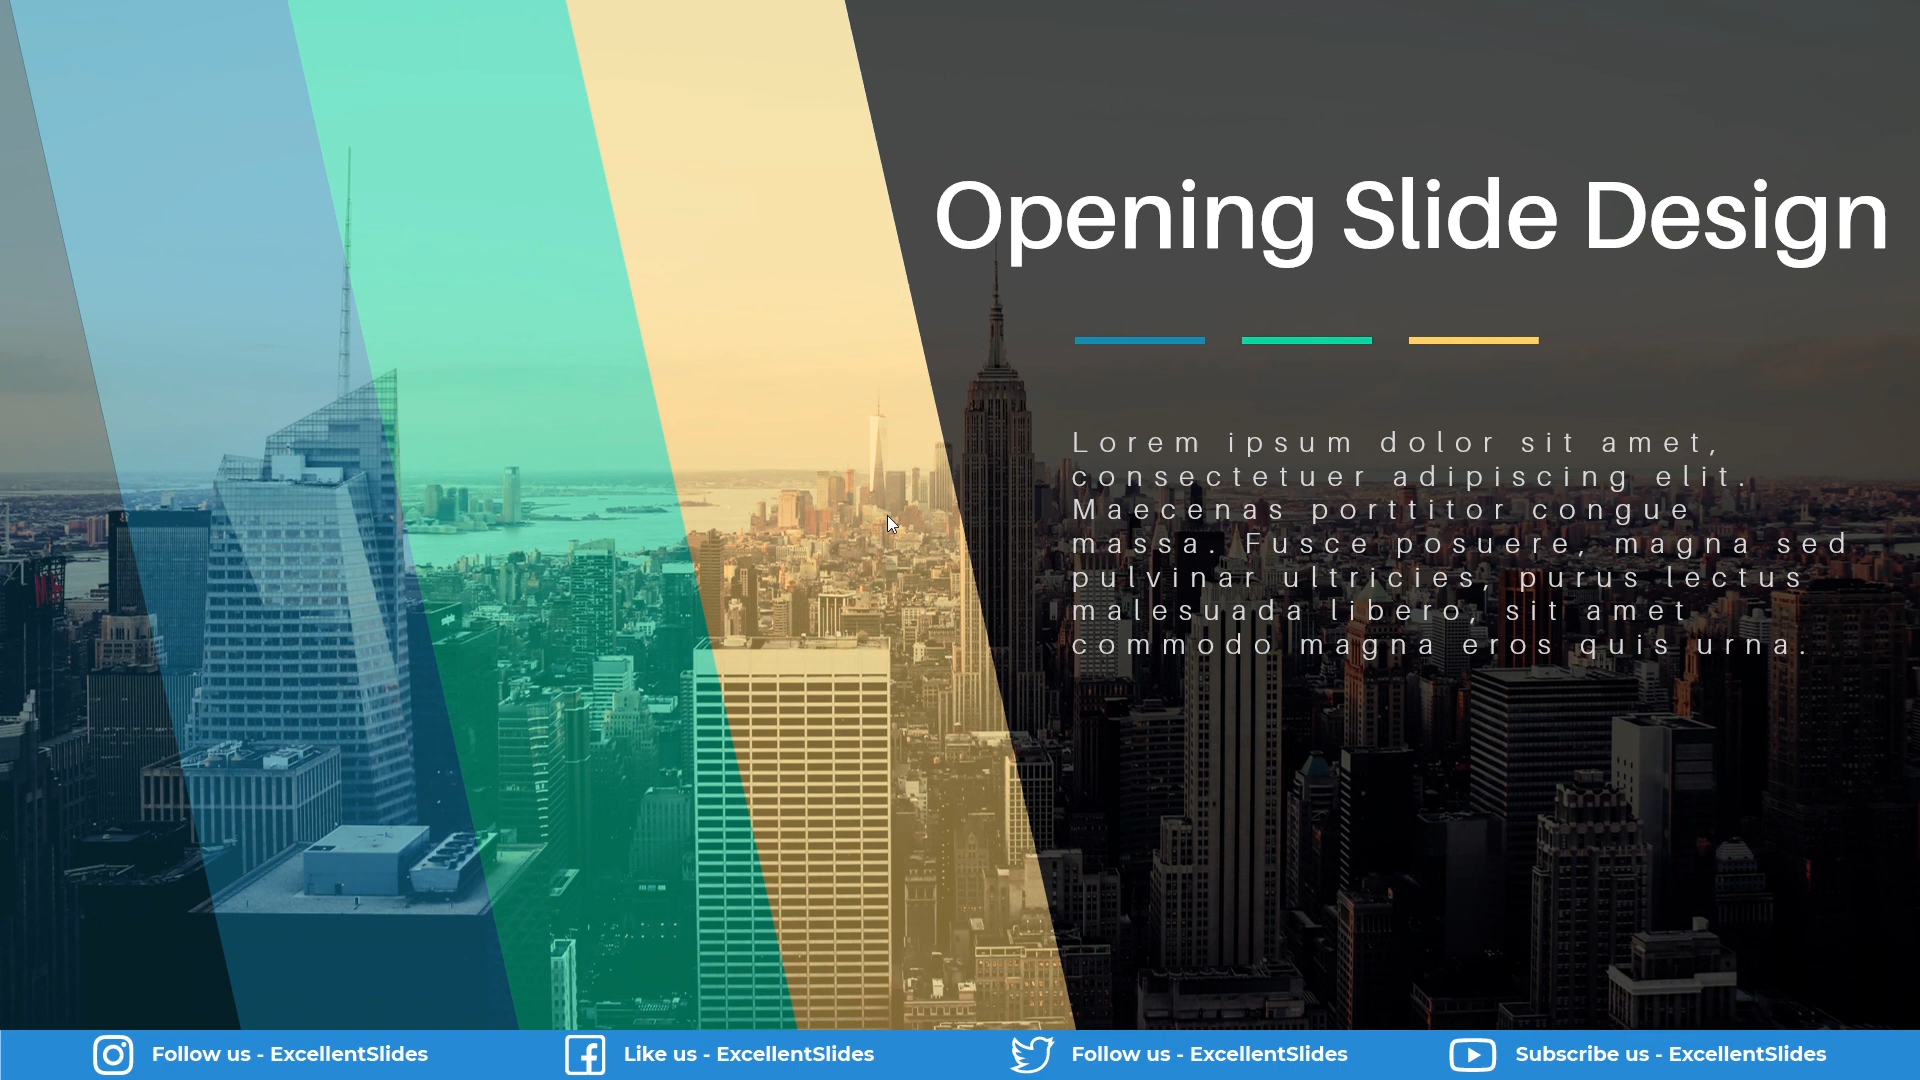 Opening Slide Design
Lorem ipsum dolor sit amet,
consectetuer adipiscing elit.
Maecenas porttitor congue
massa. Fusce posuere, magna sed
pulvinar ultricies, purus lectus
malesuada libero, sit amet
commodo magna eros quis urna.
Follow us - ExcellentSlides
Like us - ExcellentSlides
Follow us - ExcellentSlides
Subscribe us - ExcellentSlides